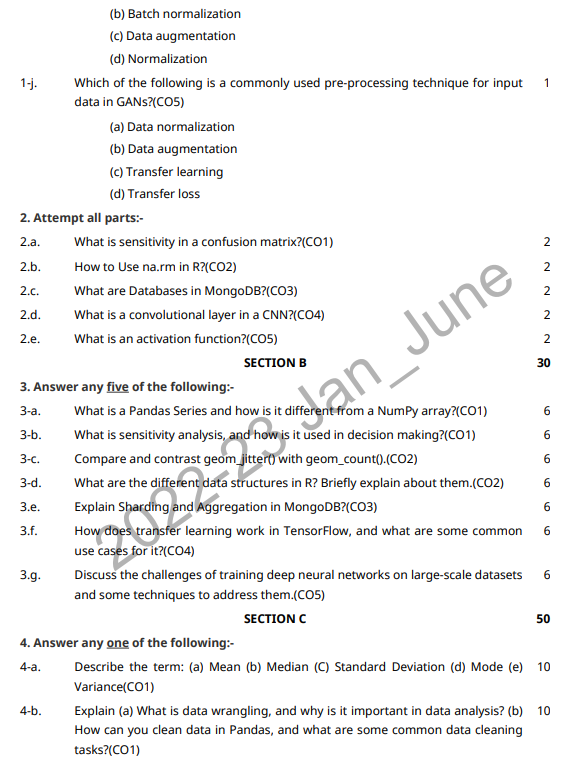 (b) Batch normalization
(c) Data augmentation
(d) Normalization
1-j. Which of the following is a commonly used pre-processing technique for input 1
data in GANs?(CO5)
(a) Data normalization
(b) Data augmentation
(c) Transfer learning
(d) Transfer loss
2. Attempt all parts:-
2.a. What is sensitivity in a confusion matrix?(CO1) 2
2.b. How to Use na.rm in R?(CO2) 2
2.c. What are Databases in MongoDB?(CO3) 2
2.d. What is a convolutional layer in a CNN?(CO4) 2
2.e. What is an activation function?(CO5) 2
SECTION B 30
3. Answer any five of the following:-
3-a. What is a Pandas Series and how is it different from a NumPy array?(CO1) 6
3-b. What is sensitivity analysis, and how is it used in decision making?(CO1) 6
3-c. Compare and contrast geom_jitter() with geom_count().(CO2) 6
3-d. What are the different data structures in R? Briefly explain about them.(CO2) 6
3.e. Explain Sharding and Aggregation in MongoDB?(CO3) 6
3.f. How does transfer learning work in TensorFlow, and what are some common 6
use cases for it?(CO4)
3.g. Discuss the challenges of training deep neural networks on large-scale datasets 6
and some techniques to address them.(CO5)
SECTION C 50
4. Answer any one of the following:-
4-a. Describe the term: (a) Mean (b) Median (C) Standard Deviation (d) Mode (e) 10
Variance(CO1)
4-b. Explain (a) What is data wrangling, and why is it important in data analysis? (b) 10
How can you clean data in Pandas, and what are some common data cleaning
tasks?(CO1)
2022-23 Jan_June